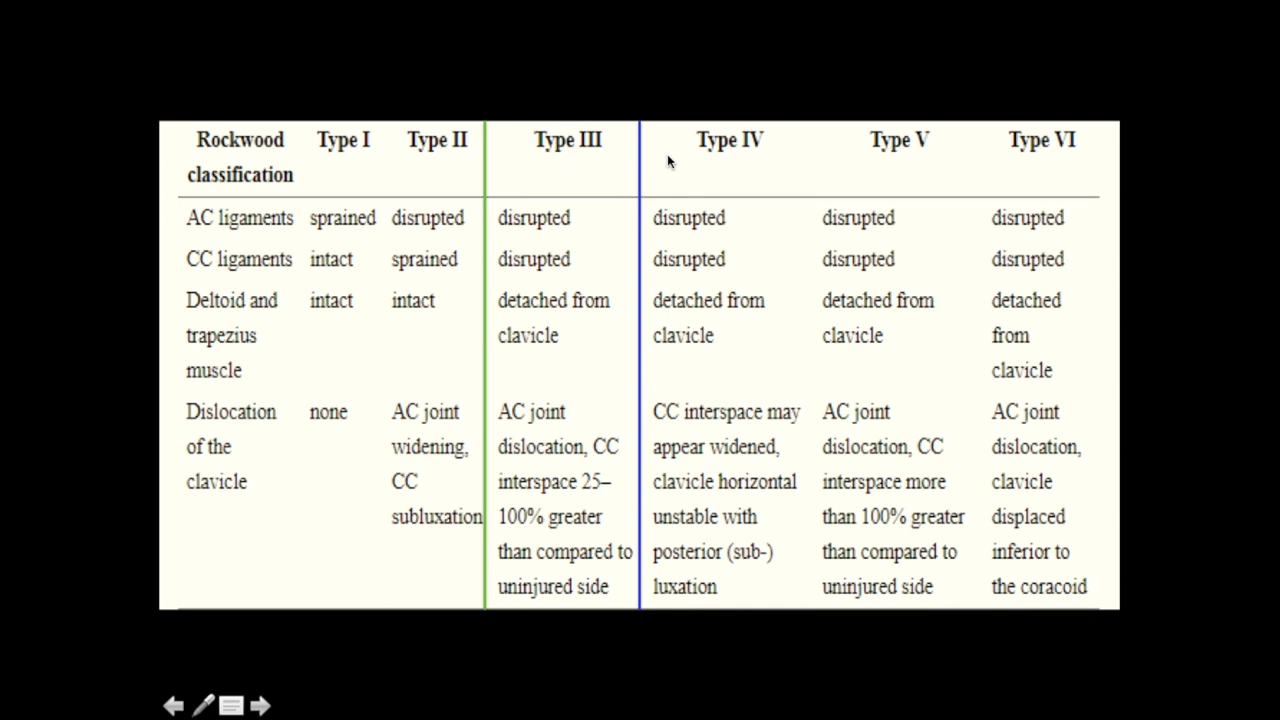 Rockwood Type I Type II Type III Type IV Type V Type VI
classification
AC ligaments sprained disrupted disrupted disrupted disrupted disrupted
CC ligaments intact sprained disrupted disrupted disrupted disrupted
Deltoid and intact intact detached from detached from detached from detached
trapezius clavicle clavicle clavicle from
muscle clavicle
Dislocation none AC joint AC joint CC interspace may AC joint AC joint
of the widening, dislocation, CC appear widened, dislocation, CC dislocation,
clavicle CC interspace 25– clavicle horizontal interspace more clavicle
subluxation 100% greater unstable with than 100% greater displaced
than compared to posterior (sub-) than compared to inferior to
uninjured side luxation uninjured side the coracoid